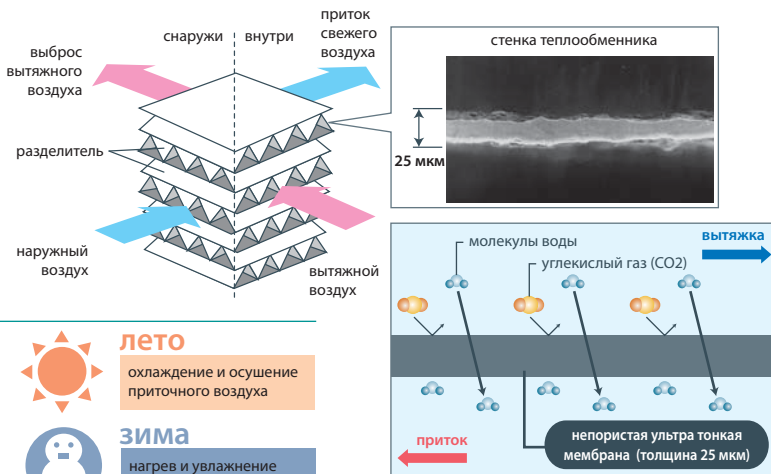 снаружи
внутри
приток
свежего
воздуха
выброс
вытяжного
воздуха
разделитель
наружный
воздух
вытяжной
воздух
стенка теплообменника
25 мкм
молекулы воды
углекислый газ (CO2)
вытяжка
приток
непористая ультра тонкая
мембрана (толщина 25 мкм)
лето
охлаждение и осушение
приточного воздуха
зима
нагрев и увлажнение